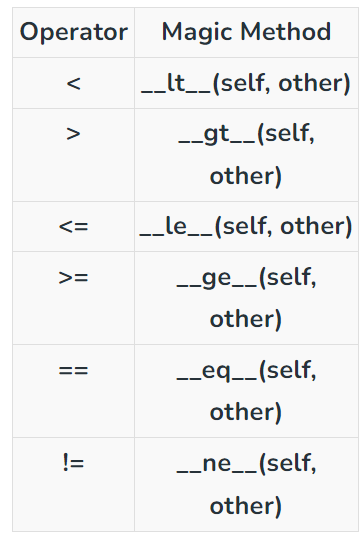 Operator Magic Method
< __lt__(self, other)
> __gt__(self,
other)
<= __le__(self, other)
>= __ge__(self,
other)
== __eq__(self,
other)
!= __ne__(self,
other)